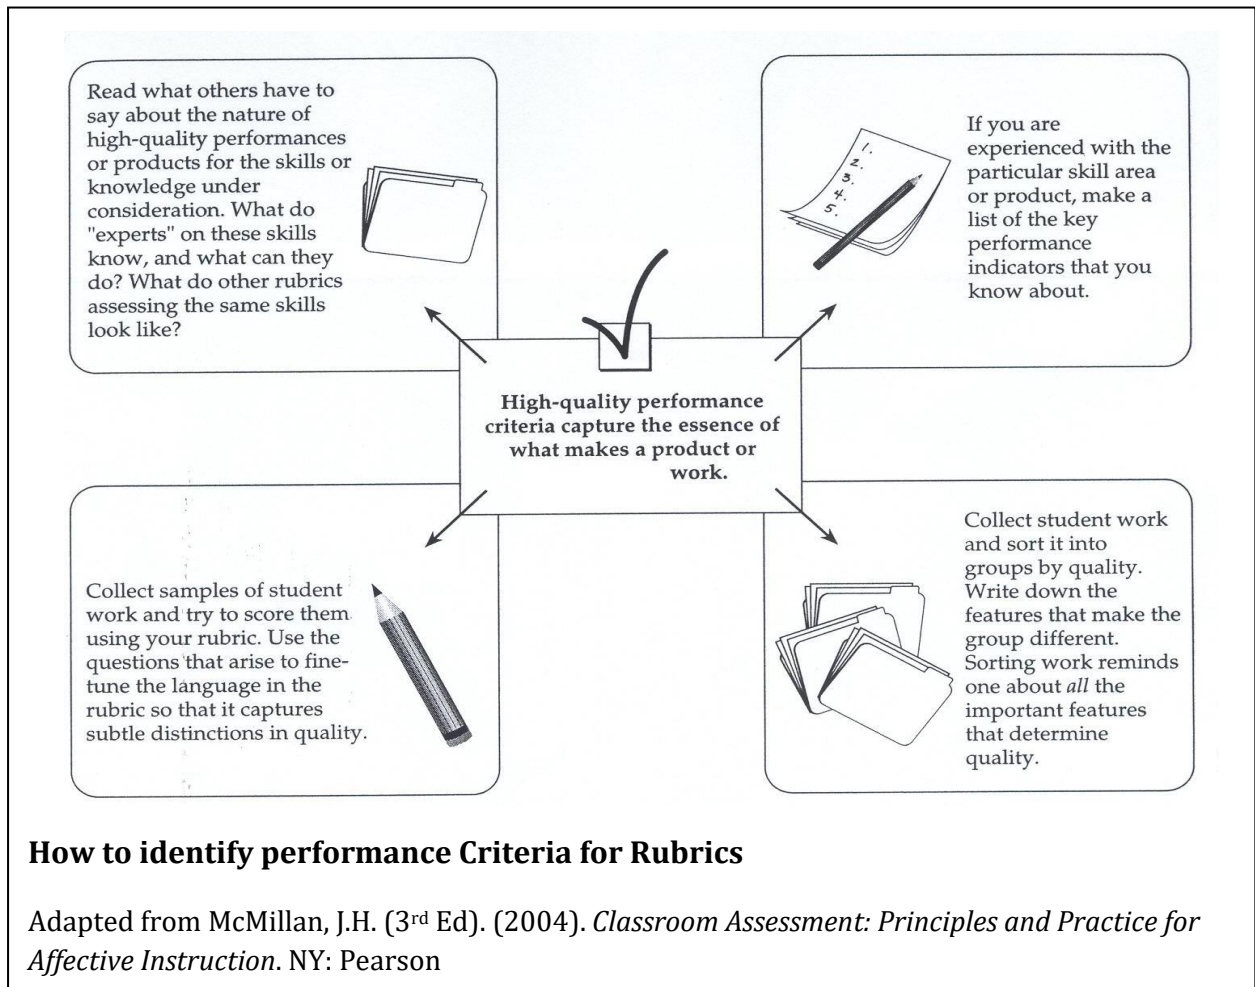 Read what others have to
say about the nature of
high-quality performances
or products for the skills or
knowledge under
consideration. What do
"experts" on these skills
know, and what can they
do? What do other rubrics
assessing the same skills
look like?
If you are
experienced with the
particular skill area
or product, make a
list of the key
performance
indicators that you
know about.
1.
2.
3.
4.
5.
High-quality performance
criteria capture the essence of
what makes a product or
work.
Collect samples of student
work and try to score them
using your rubric. Use the
questions that arise to fine-
tune the language in the
rubric so that it captures
subtle distinctions in quality.
Collect student work
and sort it into
groups by quality.
Write down the
features that make the
group different.
Sorting work reminds
one about all the
important features
that determine
quality.
How to identify performance Criteria for Rubrics
Adapted from McMillan, J.H. (3rd Ed). (2004). Classroom Assessment: Principles and Practice for
Affective Instruction. NY: Pearson